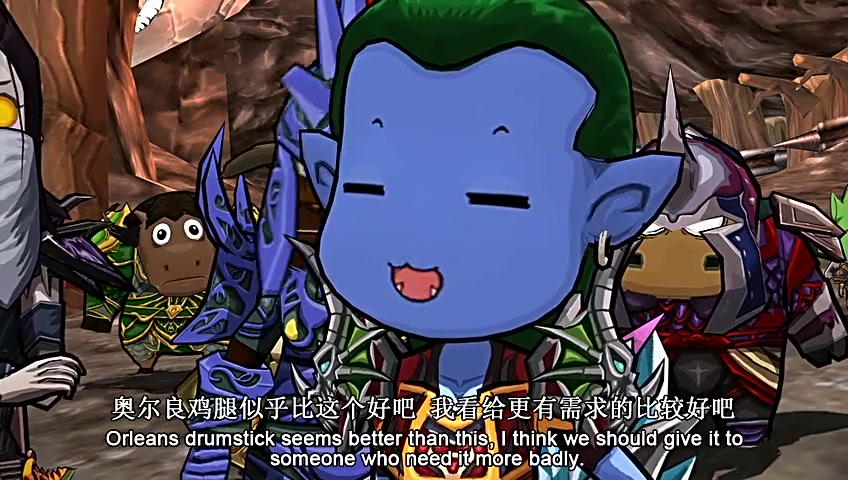 奥尔良鸡腿似乎比这个好吧 我看给更有需求的比较好吧
Orleans drumstick seems better than this, I think we should give it to
someone who need it more badly.